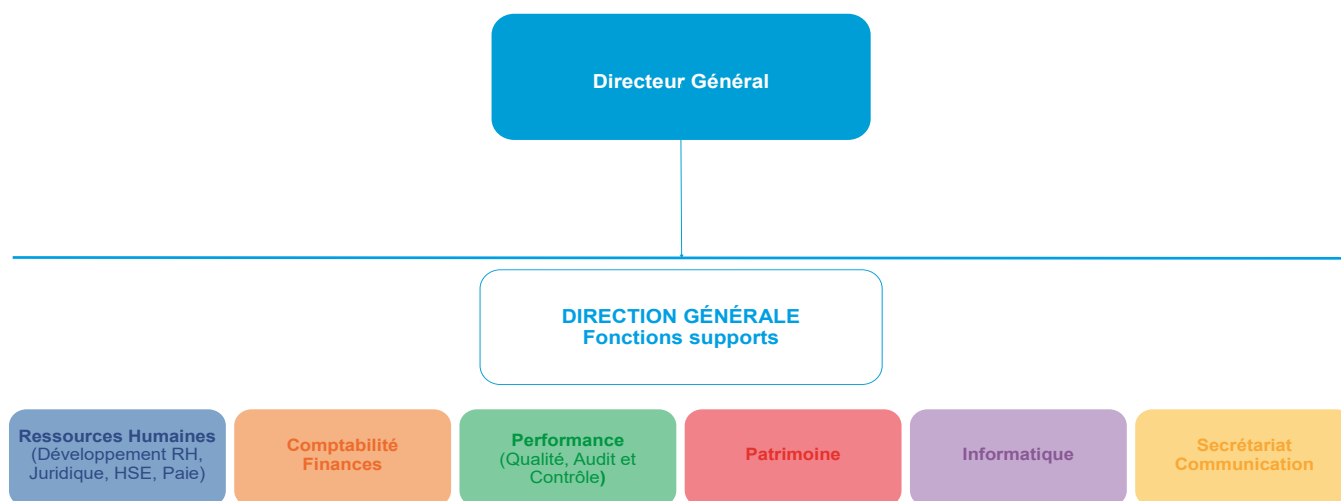 Directeur Général
DIRECTION GÉNÉRALE
Fonctions supports
Ressources Humaines
(Développement RH,
Juridique, HSE, Paie)
Comptabilité
Finances
Performance
(Qualité, Audit et
Contrôle)
Patrimoine
Informatique
Secrétariat
Communication